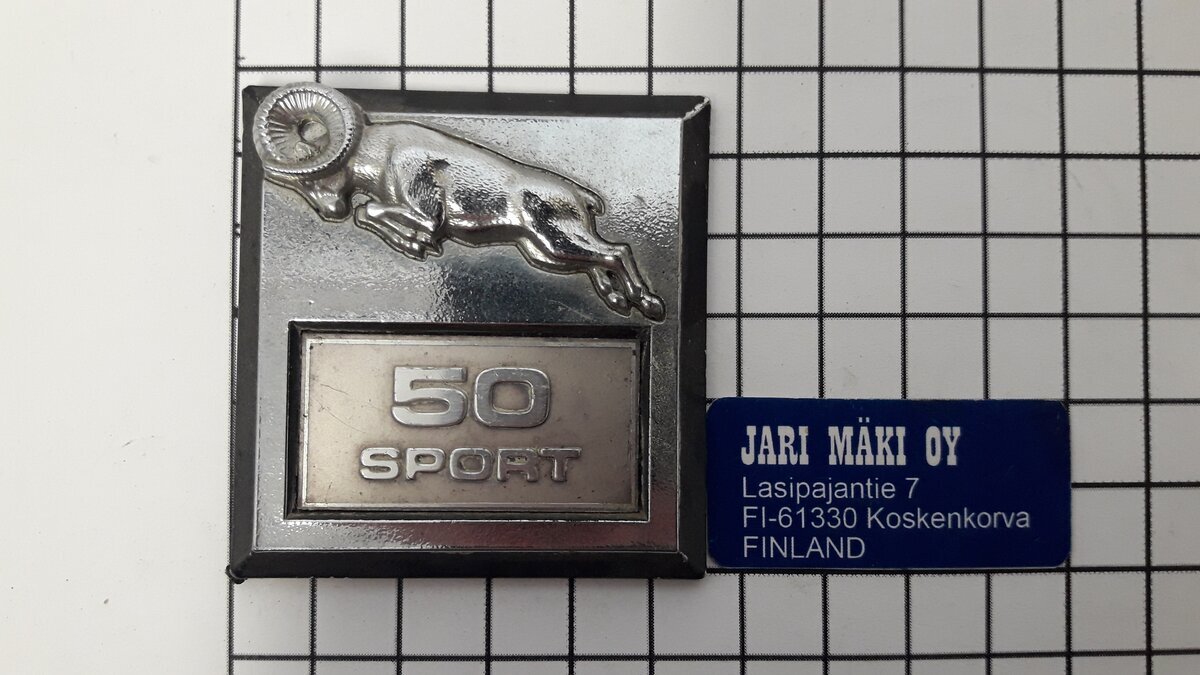 50
SPORT
JARI MÄKI OY
Lasipajantie 7
FI-61330 Koskenkorva
FINLAND